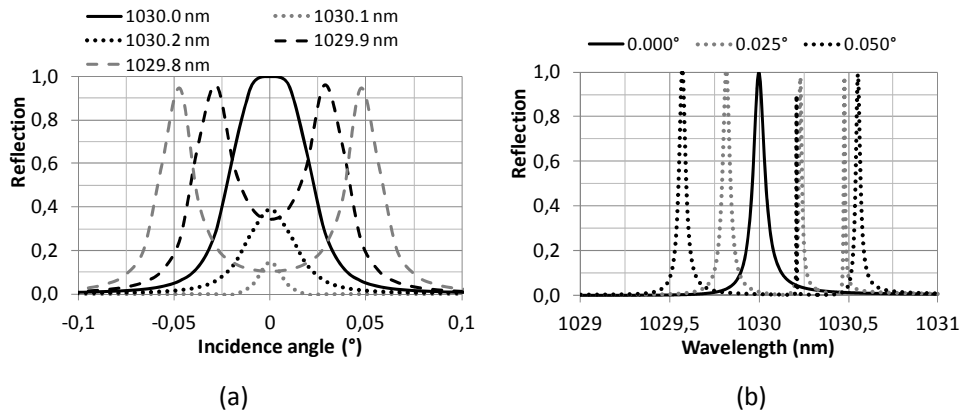 1030.0 nm 1030.1 nm
1030.2 nm 1029.9 nm
1029.8 nm
Reflection
1,0
0,8
0,6
0,4
0,2
0,0
-0,1 -0,05 0 0,05 0,1
Incidence angle (°)
(a)
0.000° 0.025° 0.050°
Reflection
1,0
0,8
0,6
0,4
0,2
0,0
1029 1029,5 1030 1030,5 1031
Wavelength (nm)
(b)